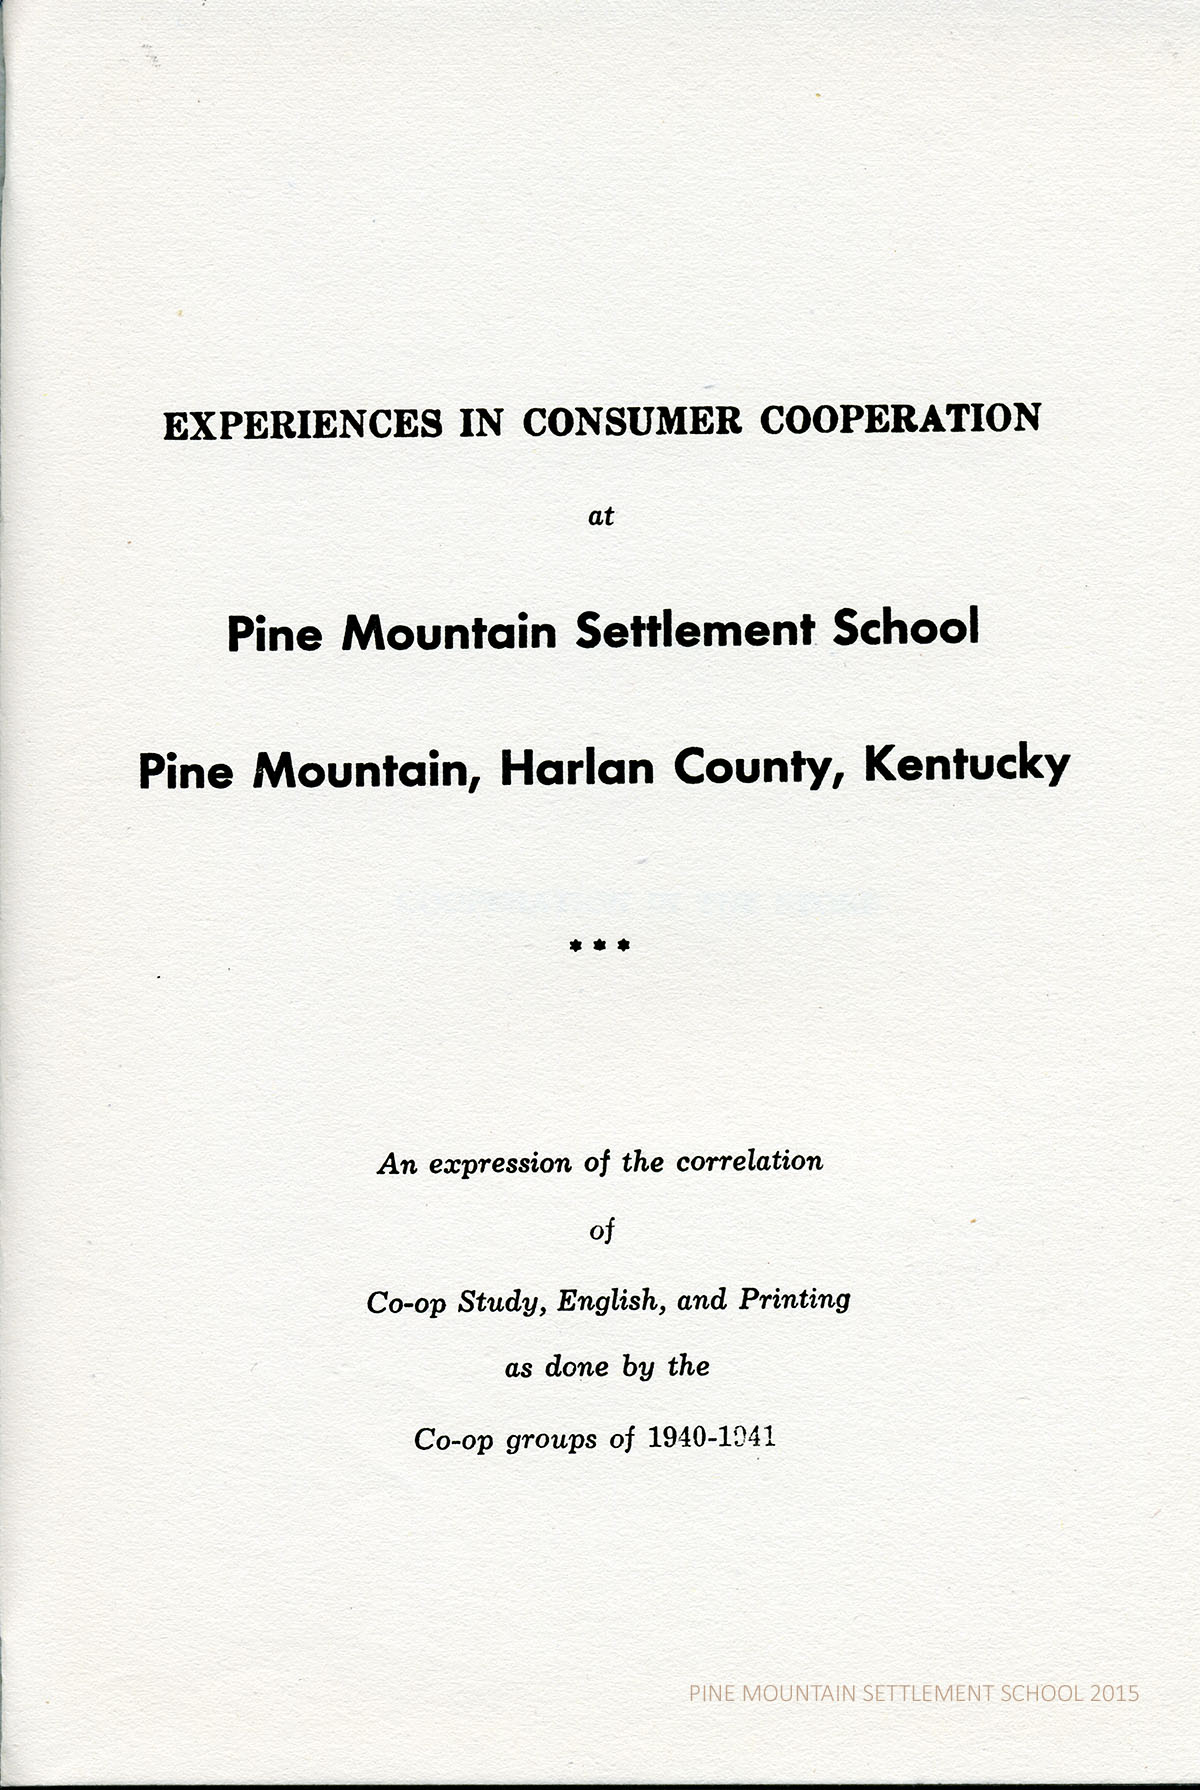 EXPERIENCES IN CONSUMER COOPERATION
at
Pine Mountain Settlement School
Pine Mountain, Harlan County, Kentucky
* * *
An expression of the correlation
of
Co-op Study, English, and Printing
as done by the
Co-op groups of 1940-1941
PINE MOUNTAIN SETTLEMENT SCHOOL 2015